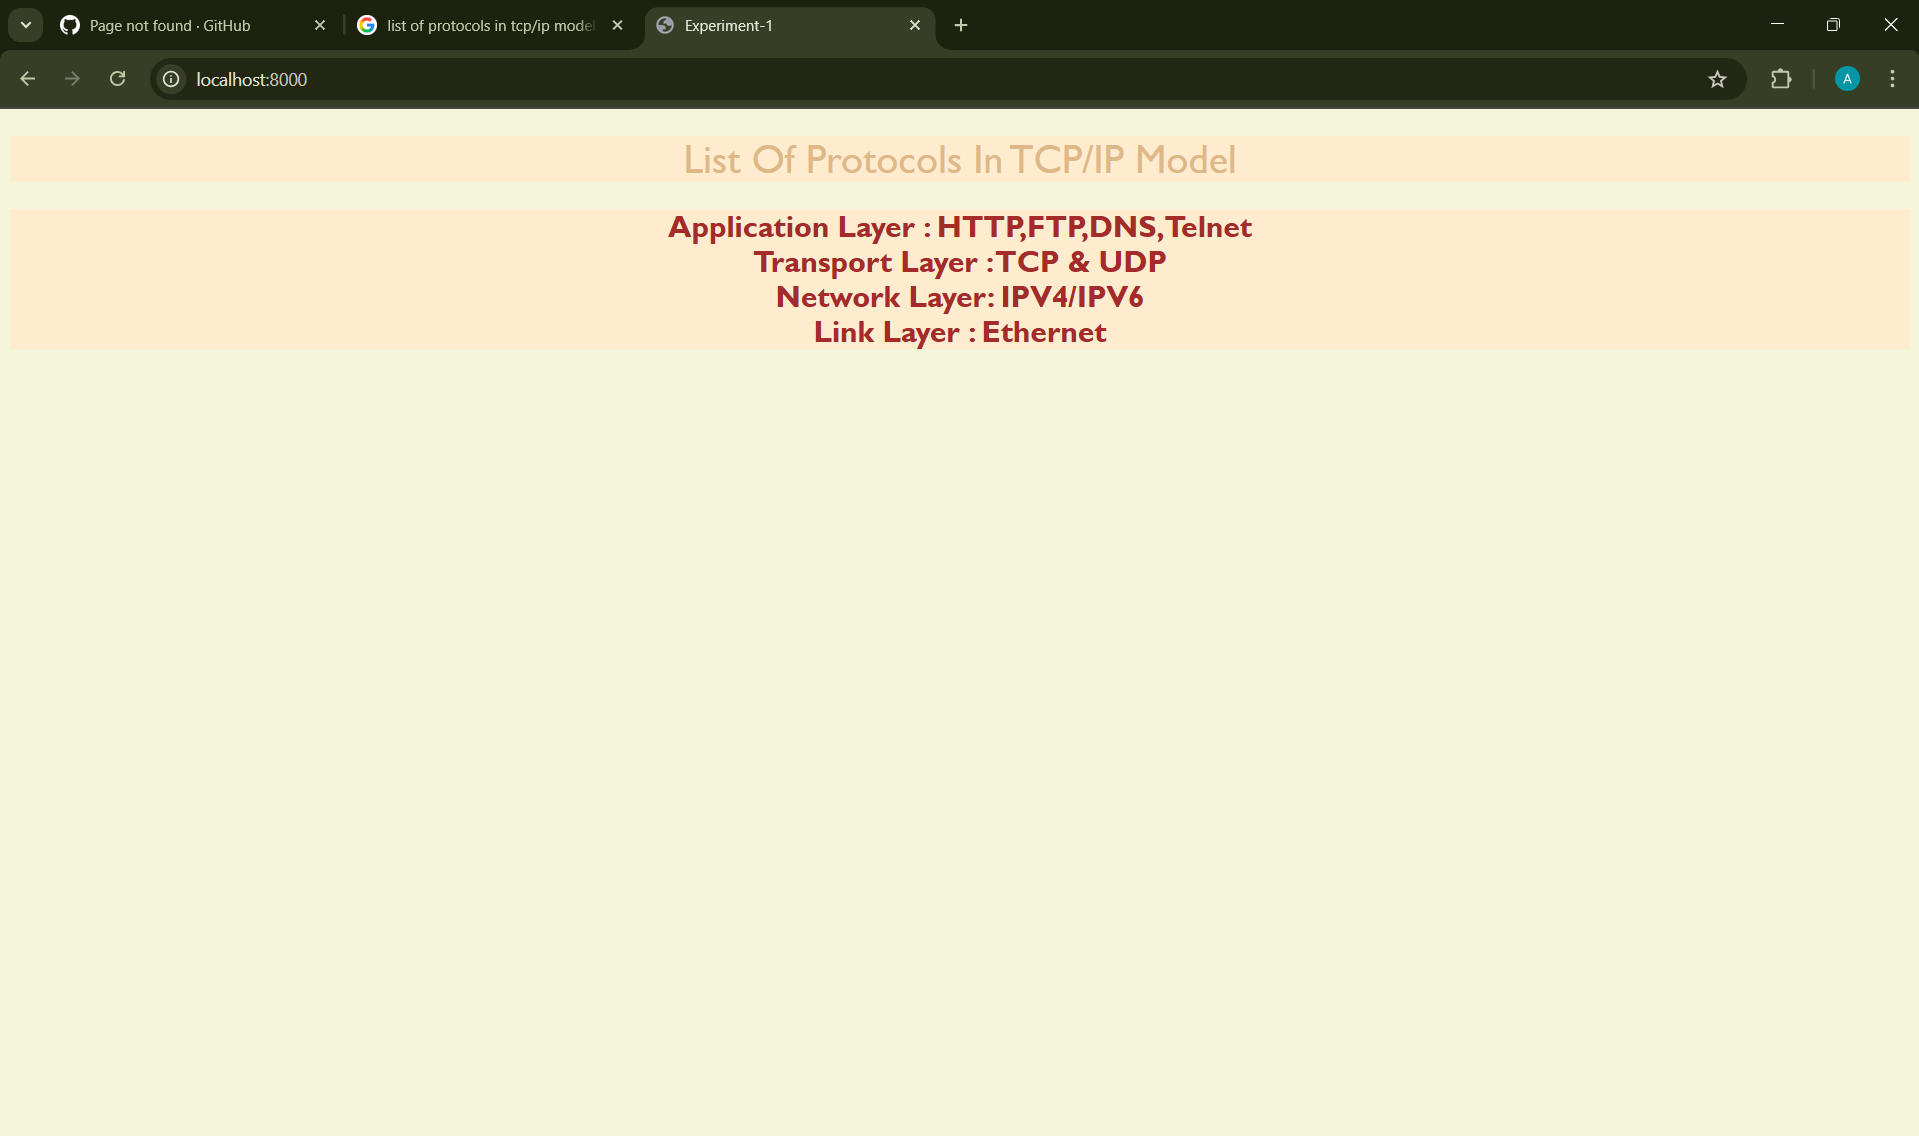 Page not found · GitHub
list of protocols in tcp/ip model
Experiment-1
localhost:8000
A
List Of Protocols In TCP/IP Model
Application Layer : HTTP,FTP,DNS,Telnet
Transport Layer :TCP & UDP
Network Layer: IPV4/IPV6
Link Layer : Ethernet